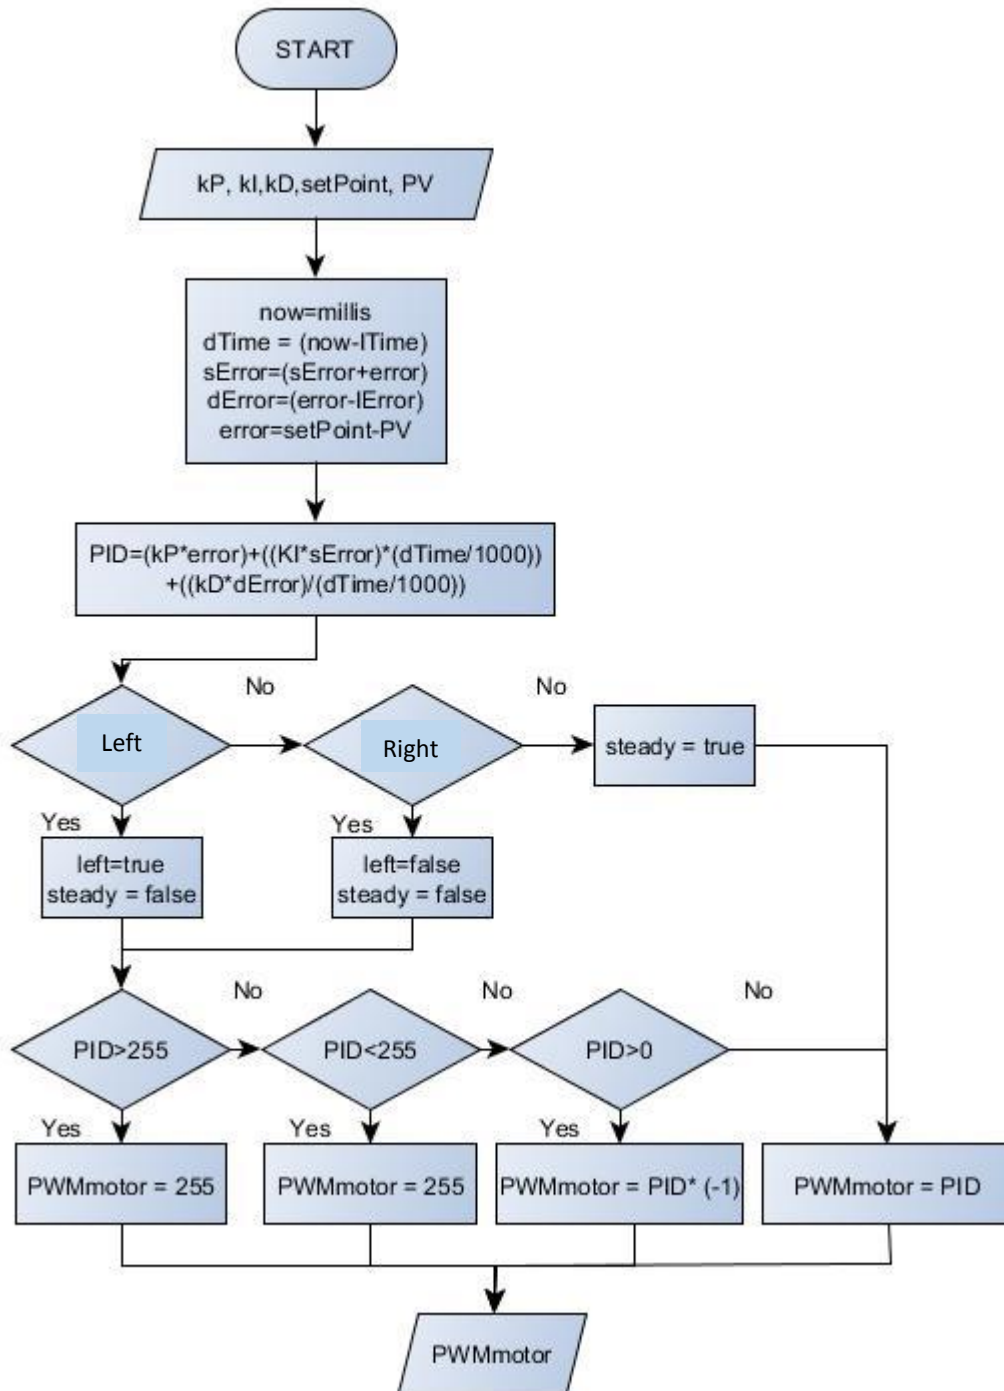 START
kP, kI,kD,setPoint, PV
now=millis
dTime = (now-lTime)
sError=(sError+error)
dError=(error-lError)
error=setPoint-PV
PID=(kP*error)+((KI*sError)*(dTime/1000))
+((kD*dError)/(dTime/1000))
No
No
Left
Right
steady = true
Yes
Yes
left=true
steady = false
left=false
steady = false
No
No
No
PID>255
PID<255
PID>0
Yes
Yes
Yes
PWMmotor = 255
PWMmotor = 255
PWMmotor = PID* (-1)
PWMmotor = PID
PWMmotor